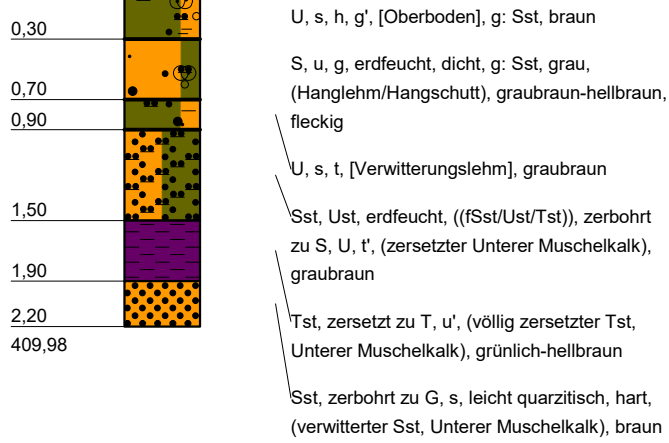 U, s, h, g', [Oberboden], g: Sst, braun
0,30
S, u, g, erdfeucht, dicht, g: Sst, grau,
(Hanglehm/Hangschutt), graubraun-hellbraun,
fleckig
0,70
0,90
U, s, t, [Verwitterungslehm], graubraun
1,50
Sst, Ust, erdfeucht, ((fSst/Ust/Tst)), zerbohrt
zu S, U, t', (zersetzter Unterer Muschelkalk),
graubraun
1,90
Tst, zersetzt zu T, u', (völlig zersetzter Tst,
Unterer Muschelkalk), grünlich-hellbraun
2,20
409,98
Sst, zerbohrt zu G, s, leicht quarzitisch, hart,
(verwitterter Sst, Unterer Muschelkalk), braun